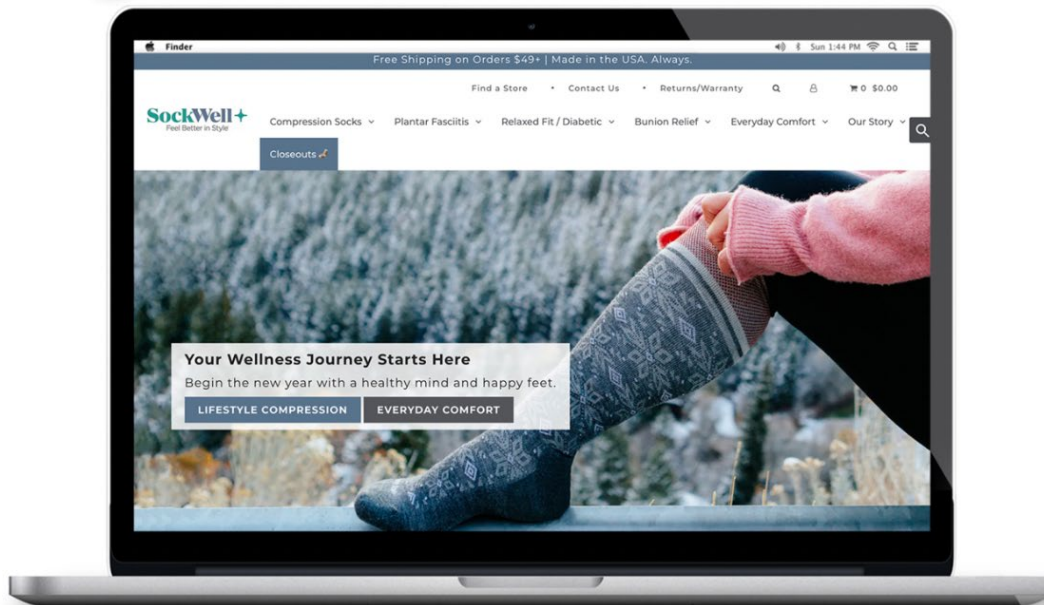 Finder
Sun 1:44 PM
Free Shipping on Orders $49+ | Made in the USA. Always.
Find a Store • Contact Us • Returns/Warranty
0 $0.00
SockWell
Feel Better in Style
Compression Socks
Plantar Fasciitis
Relaxed Fit / Diabetic
Bunion Relief
Everyday Comfort
Our Story
Closeouts
Your Wellness Journey Starts Here
Begin the new year with a healthy mind and happy feet.
LIFESTYLE COMPRESSION
EVERYDAY COMFORT